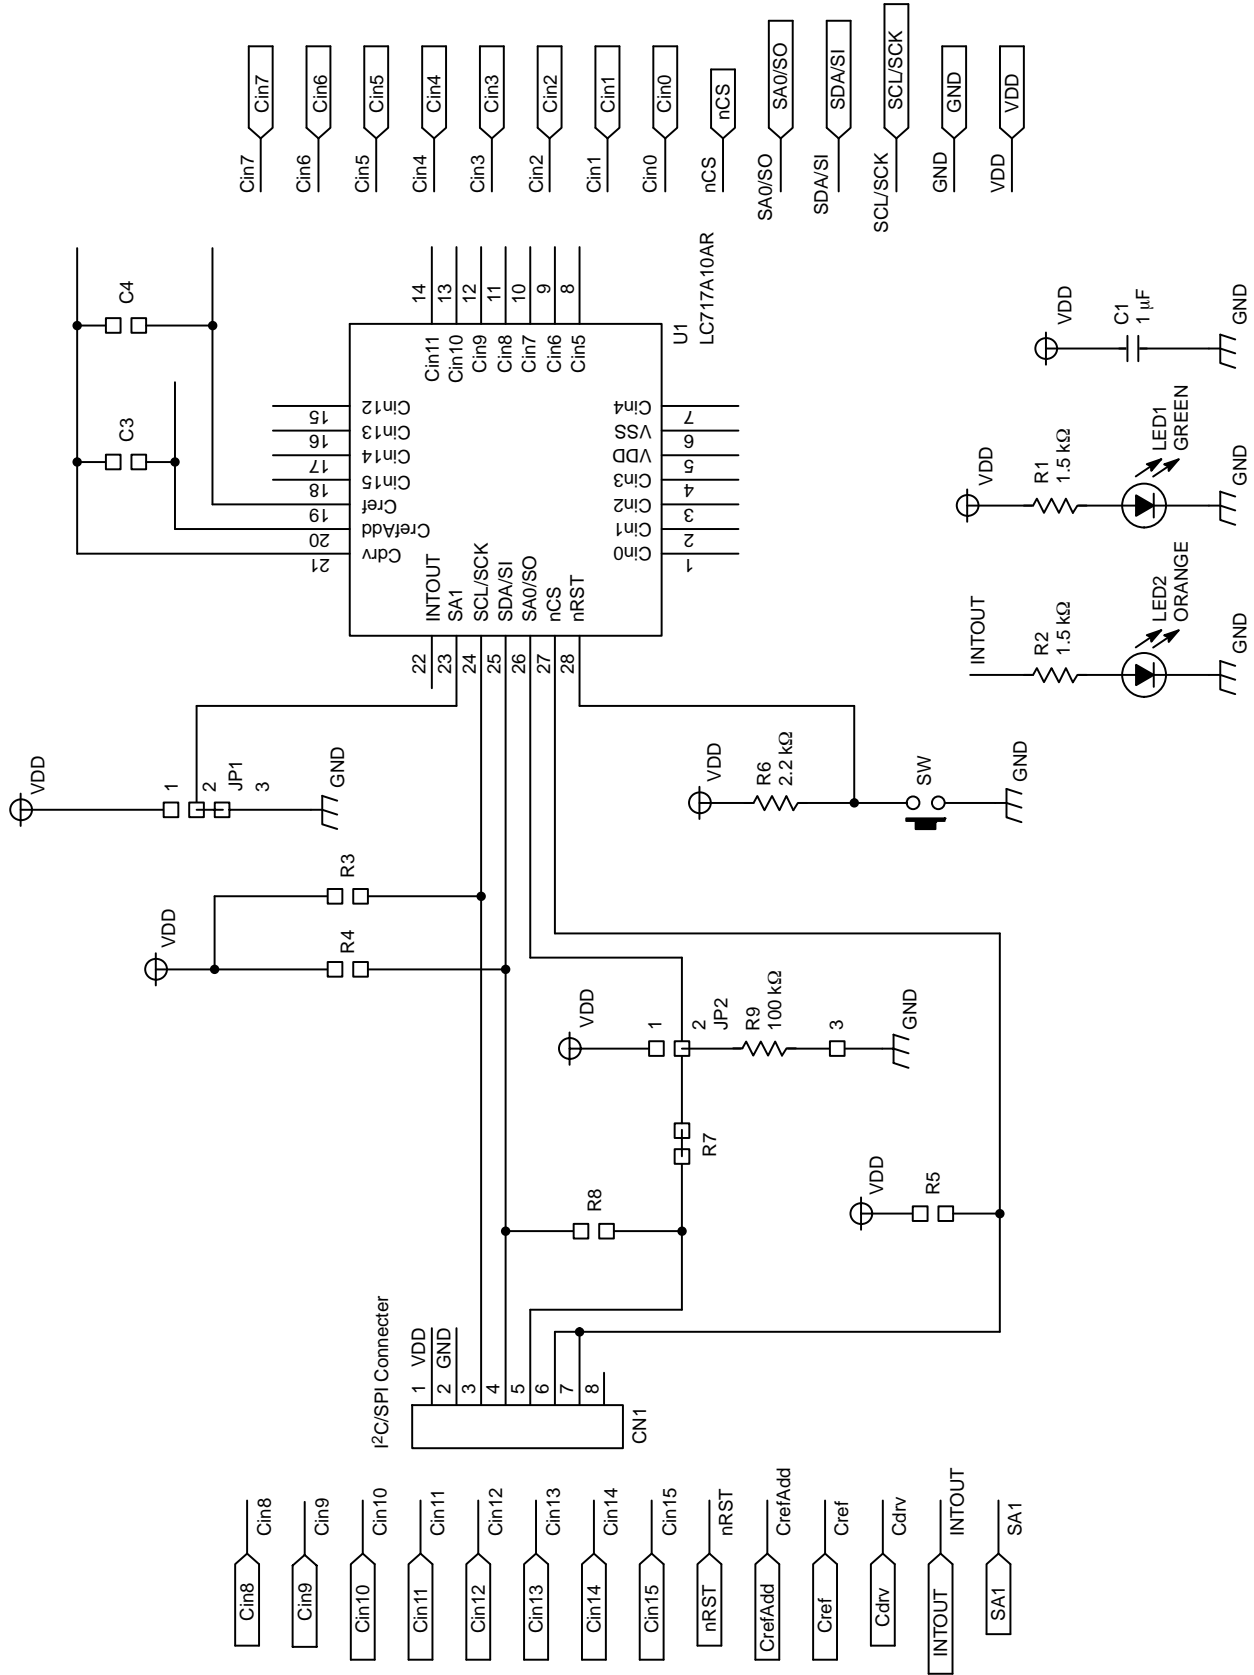 Cin7 Cin7
Cin6 Cin6
Cin5 Cin5
Cin4 Cin4
Cin3 Cin3
Cin2 Cin2
Cin1 Cin1
Cin0 Cin0
nCS nCS
SA0/SO SA0/SO
SDA/SI SDA/SI
SCL/SCK SCL/SCK
GND GND
VDD VDD
C4
C3
U1
LC717A10AR
14 Cin11
13 Cin10
12 Cin9
11 Cin8
10 Cin7
9 Cin6
8 Cin5
15 Cin12
16 Cin13
17 Cin14
18 Cin15
19 Cref
20 CrefAdd
21 Cdrv
7 Cin4
6 VSS
5 VDD
4 Cin3
3 Cin2
2 Cin1
1 Cin0
22 INTOUT
23 SA1
24 SCL/SCK
25 SDA/SI
26 SA0/SO
27 nCS
28 nRST
VDD
C1
1 µF
GND
VDD
R1
1.5 kΩ
LED1
GREEN
GND
INTOUT
R2
1.5 kΩ
LED2
ORANGE
GND
VDD
1
2
JP1
3
GND
VDD
R6
2.2 kΩ
SW
GND
VDD
R3
R4
VDD
1
2
JP2
R9
100 kΩ
3
GND
R7
R8
VDD
R5
I²C/SPI Connecter
1 VDD
2 GND
3
4
5
6
7
8
CN1
Cin8 Cin8
Cin9 Cin9
Cin10 Cin10
Cin11 Cin11
Cin12 Cin12
Cin13 Cin13
Cin14 Cin14
Cin15 Cin15
nRST nRST
CrefAdd CrefAdd
Cref Cref
Cdrv Cdrv
INTOUT INTOUT
SA1 SA1